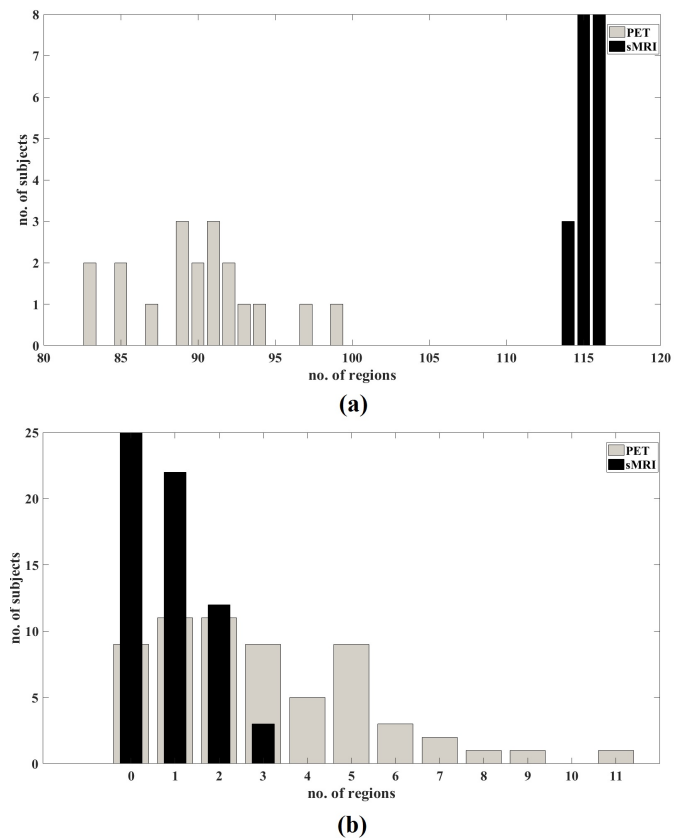 8
7
6
5
4
3
2
1
0
no. of subjects
PET
sMRI
80 85 90 95 100 105 110 115 120
no. of regions
(a)
25
20
15
10
5
0
no. of subjects
PET
sMRI
0 1 2 3 4 5 6 7 8 9 10 11
no. of regions
(b)